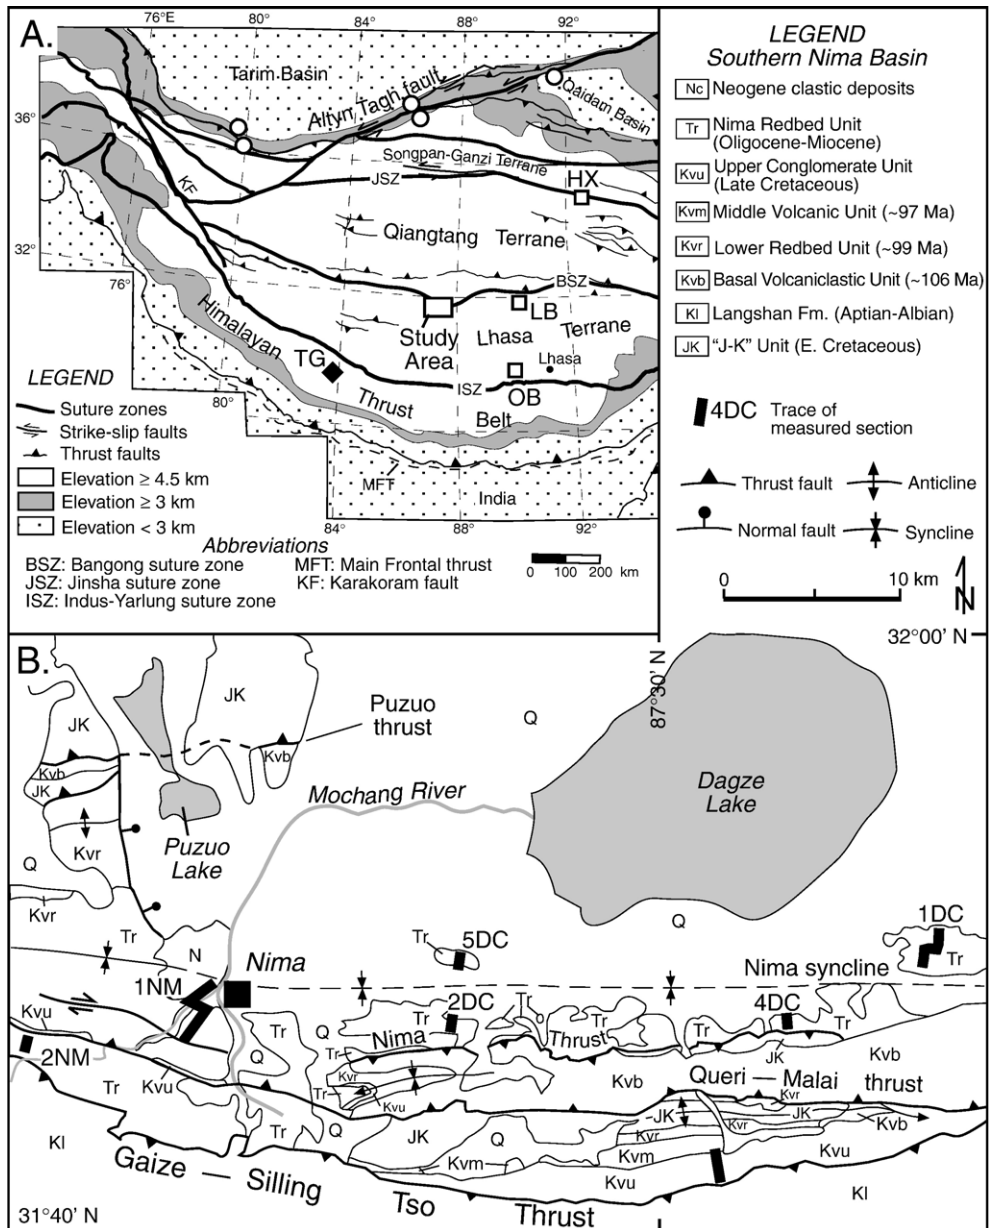 A.
76°E
80°
84°
88°
92°
36°
32°
76°
80°
84°
88°
92°
Tarim Basin
Altyn Tagh fault
Qaidam Basin
Songpan-Ganzi Terrane
JSZ
HX
KF
Qiangtang Terrane
BSZ
LB
Study
Area
Lhasa Terrane
Lhasa
TG
ISZ
OB
Himalayan Thrust Belt
MFT
India
LEGEND
Suture zones
Strike-slip faults
Thrust faults
Elevation ≥ 4.5 km
Elevation ≥ 3 km
Elevation < 3 km
Abbreviations
BSZ: Bangong suture zone
JSZ: Jinsha suture zone
ISZ: Indus-Yarlung suture zone
MFT: Main Frontal thrust
KF: Karakoram fault
0 100 200 km
LEGEND
Southern Nima Basin
Nc Neogene clastic deposits
Tr Nima Redbed Unit
(Oligocene-Miocene)
Kvu Upper Conglomerate Unit
(Late Cretaceous)
Kvm Middle Volcanic Unit (~97 Ma)
Kvr Lower Redbed Unit (~99 Ma)
Kvb Basal Volcaniclastic Unit (~106 Ma)
Kl Langshan Fm. (Aptian-Albian)
JK "J-K" Unit (E. Cretaceous)
4DC Trace of
measured section
Thrust fault
Anticline
Normal fault
Syncline
0 10 km
N
32°00' N
87°30' N
B.
JK
JK
Puzuo
thrust
Q
Kvb
Kvb
JK
Kvr
Puzuo
Lake
Mochang River
Dagze
Lake
Q
Kvr
Tr
N
Nima
1NM
Tr
5DC
Q
1DC
Tr
Nima syncline
Kvu
2NM
Tr
Kvu
Tr
Q
Tr
Q
Q
Tr
2DC
Tr
Nima Thrust
Tr
Tr
Tr
4DC
Tr
JK
Kvb
Kvr
Tr
Kvu
Kvb
Queri — Malai thrust
Kvr
JK
JK
Kvr
Kvb
Kvr
Kvm
Kvu
Q
JK
Q
Kvm
Kvu
Kl
Kl
Gaize — Silling Tso Thrust
31°40' N